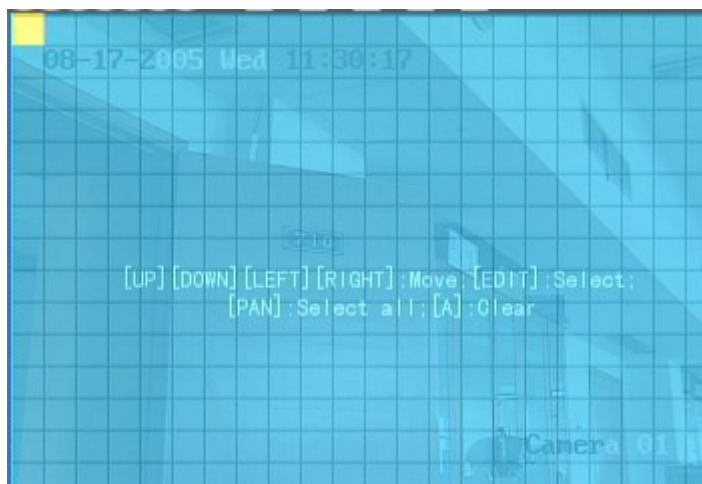 08-17-2005 Wed 11:30:17
710
[UP][DOWN][LEFT][RIGHT]:Move;[EDIT]:Select;
[PAN]:Select all;[A]:Clear
Camera 01